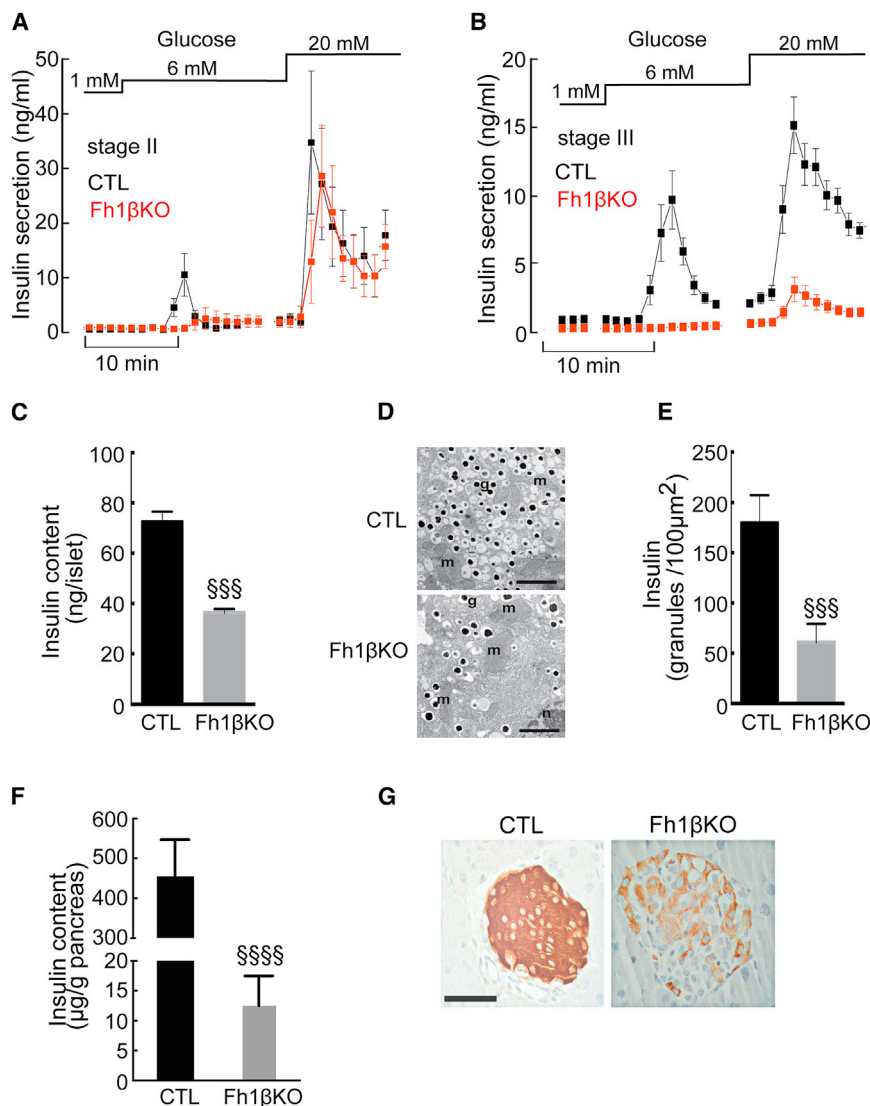 A
Glucose
1 mM
6 mM
20 mM
Insulin secretion (ng/ml)
50
40
30
20
10
0
stage II
CTL
Fh1βKO
10 min
B
Glucose
1 mM
6 mM
20 mM
Insulin secretion (ng/ml)
20
15
10
5
0
stage III
CTL
Fh1βKO
10 min
C
Insulin content
(ng/islet)
100
80
60
40
20
0
§§§
CTL
Fh1βKO
D
CTL
g
m
m
Fh1βKO
g
m
m
m
n
E
Insulin
(granules /100µm²)
250
200
150
100
50
0
§§§
CTL
Fh1βKO
F
Insulin content
(µg/g pancreas)
600
500
400
300
20
15
10
5
0
§§§§
CTL
Fh1βKO
G
CTL
Fh1βKO